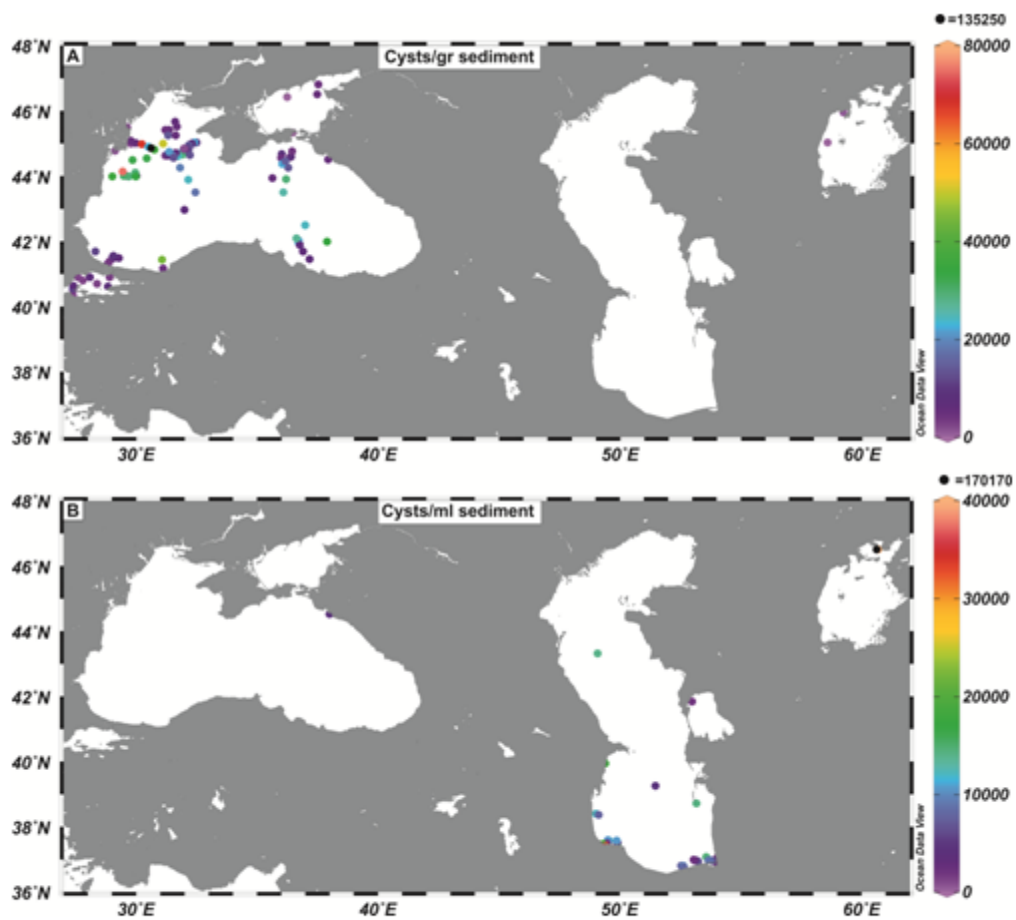 ●=135250
A
Cysts/gr sediment
48˚N
46˚N
44˚N
42˚N
40˚N
38˚N
36˚N
30˚E
40˚E
50˚E
60˚E
80000
60000
40000
20000
0
Ocean Data View
●=170170
B
Cysts/ml sediment
48˚N
46˚N
44˚N
42˚N
40˚N
38˚N
36˚N
30˚E
40˚E
50˚E
60˚E
40000
30000
20000
10000
0
Ocean Data View